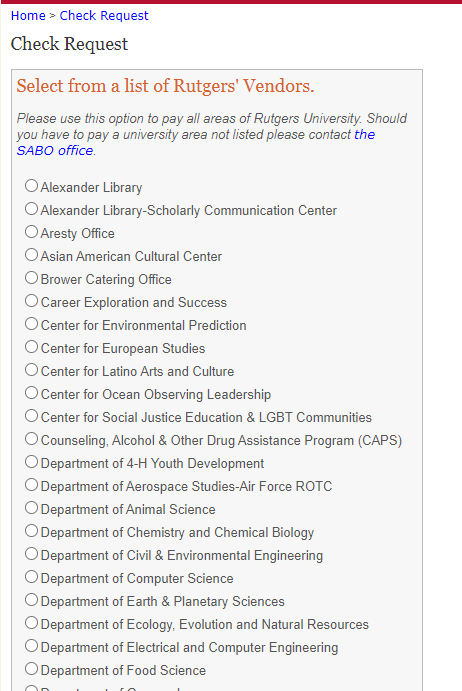 Home > Check Request
Check Request
Select from a list of Rutgers' Vendors.
Please use this option to pay all areas of Rutgers University. Should
you have to pay a university area not listed please contact the
SABO office.
Alexander Library
Alexander Library-Scholarly Communication Center
Aresty Office
Asian American Cultural Center
Brower Catering Office
Career Exploration and Success
Center for Environmental Prediction
Center for European Studies
Center for Latino Arts and Culture
Center for Ocean Observing Leadership
Center for Social Justice Education & LGBT Communities
Counseling, Alcohol & Other Drug Assistance Program (CAPS)
Department of 4-H Youth Development
Department of Aerospace Studies-Air Force ROTC
Department of Animal Science
Department of Chemistry and Chemical Biology
Department of Civil & Environmental Engineering
Department of Computer Science
Department of Earth & Planetary Sciences
Department of Ecology, Evolution and Natural Resources
Department of Electrical and Computer Engineering
Department of Food Science